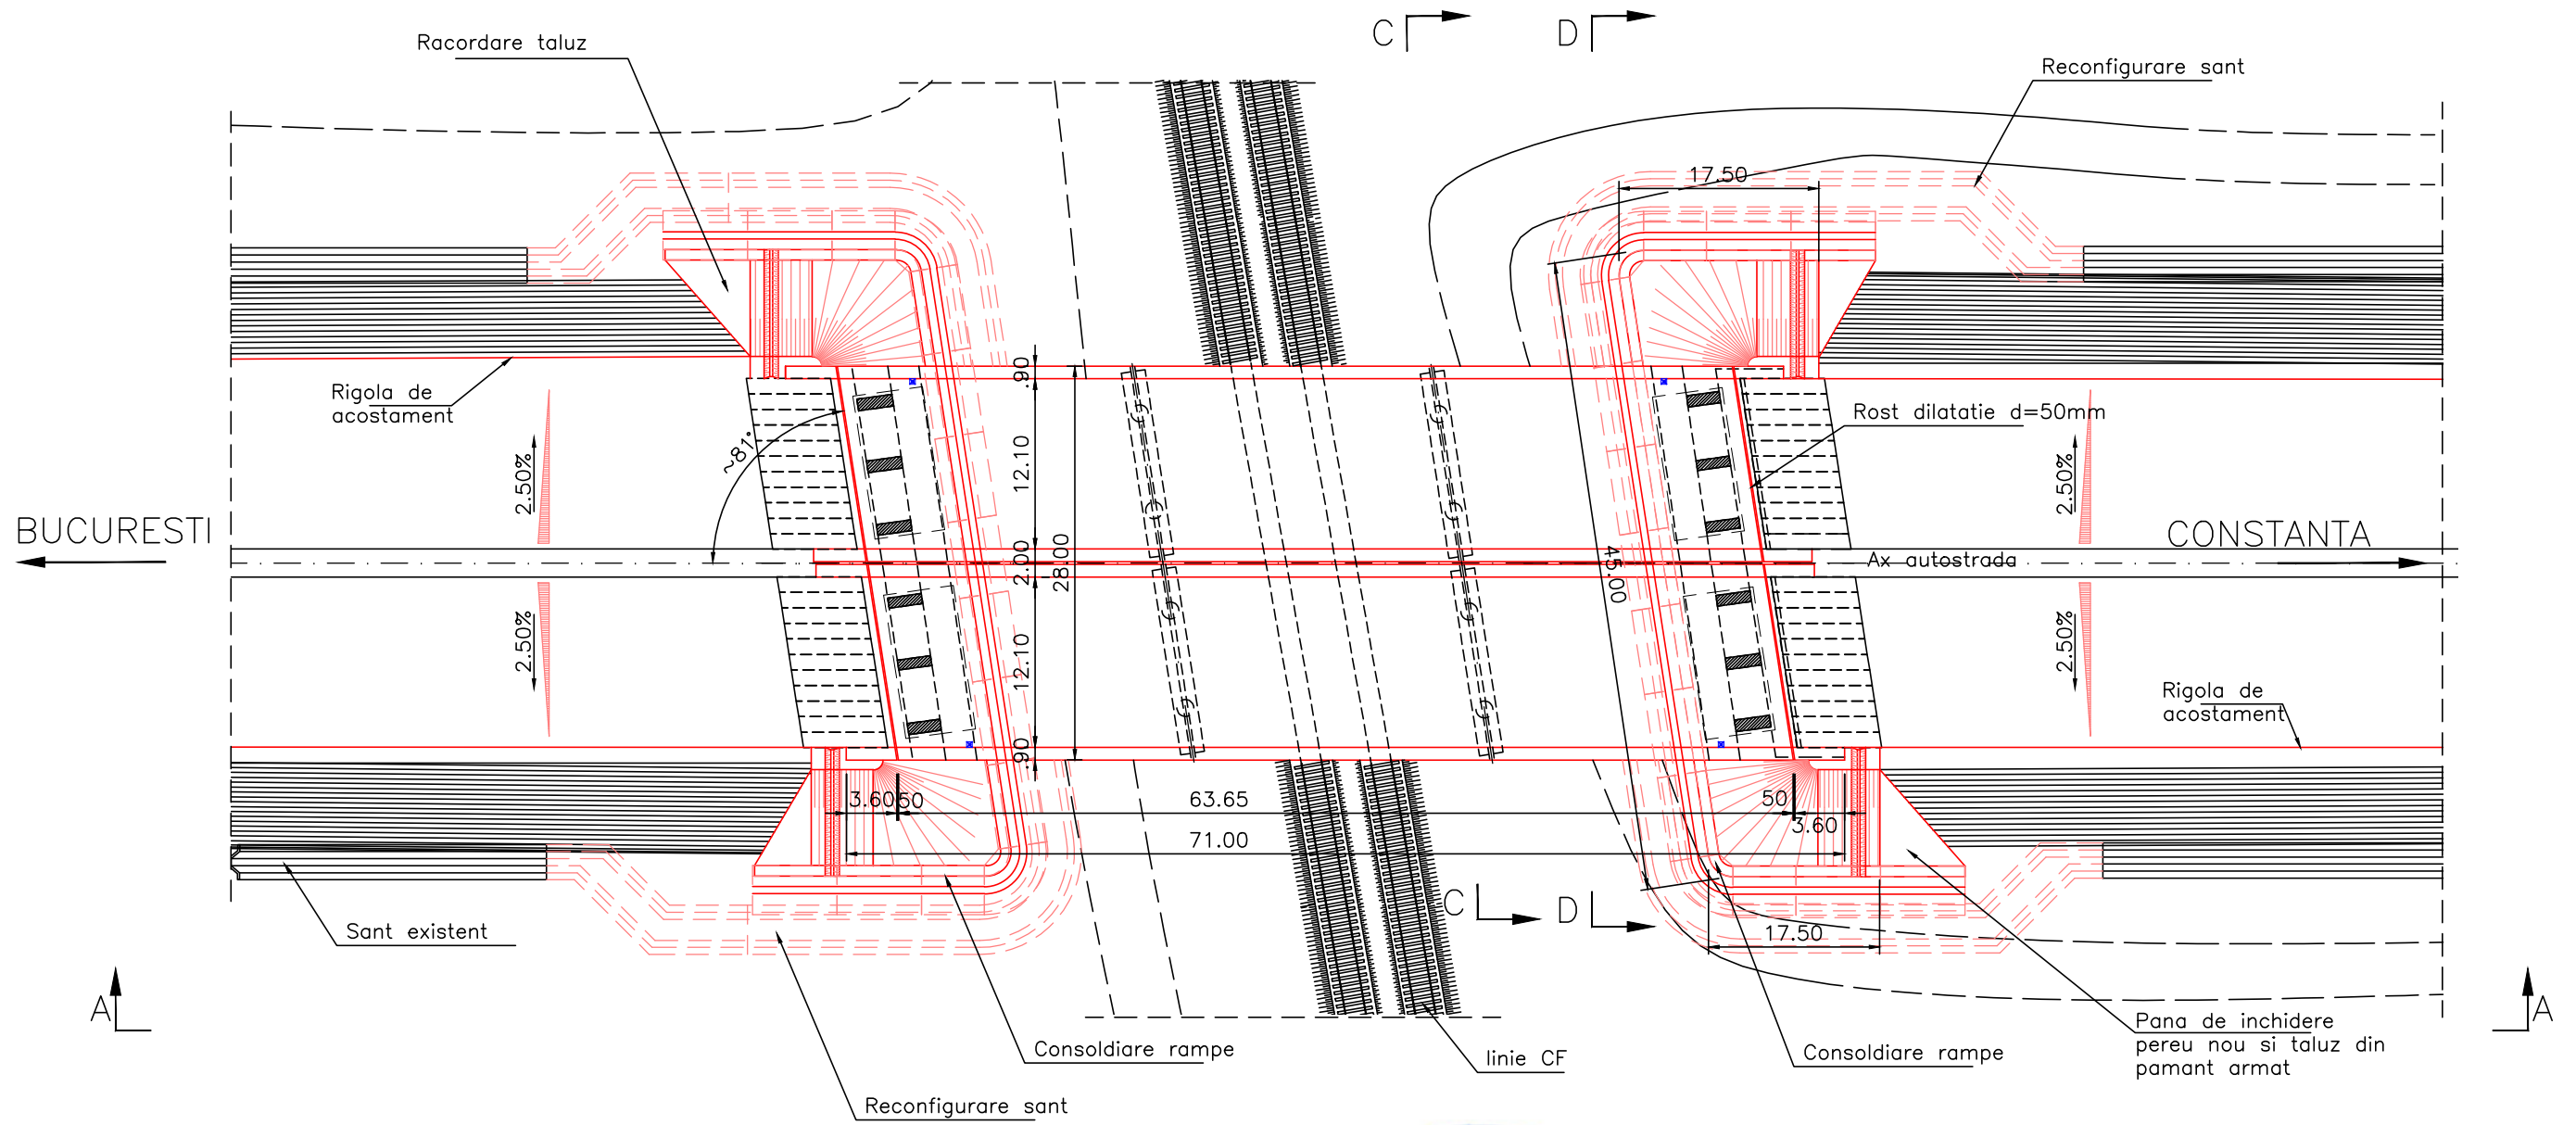 C
D
Racordare taluz
Reconfigurare sant
17.50
.90
Rigola de
acostament
Rost dilatatie d=50mm
~81°
12.10
2.50%
2.50%
BUCURESTI
CONSTANTA
2.00
28.00
45.00
Ax autostrada
2.50%
2.50%
12.10
Rigola de
acostament
.90
3.60
50
63.65
50
3.60
71.00
Sant existent
C
D
17.50
A
A
Pana de inchidere
pereu nou si taluz din
pamant armat
Consoldiare rampe
linie CF
Consoldiare rampe
Reconfigurare sant